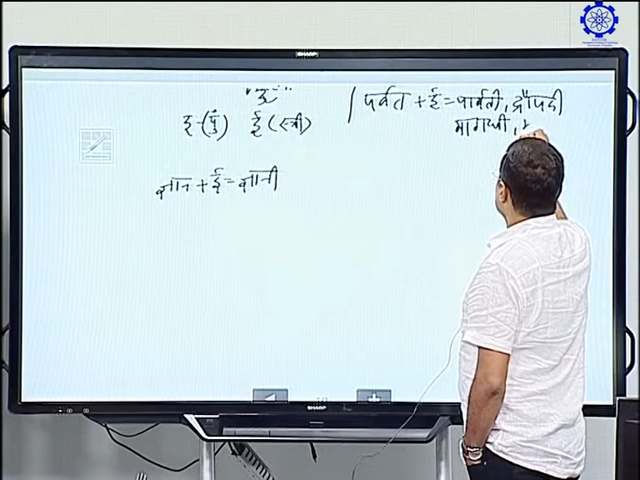 SHARP
"इ"
इ-(पुं) ई (स्त्री)
पर्वत + ई = पार्वती, द्रौपदी
मागधी,
ज्ञान + ई = ज्ञानी
SHARP